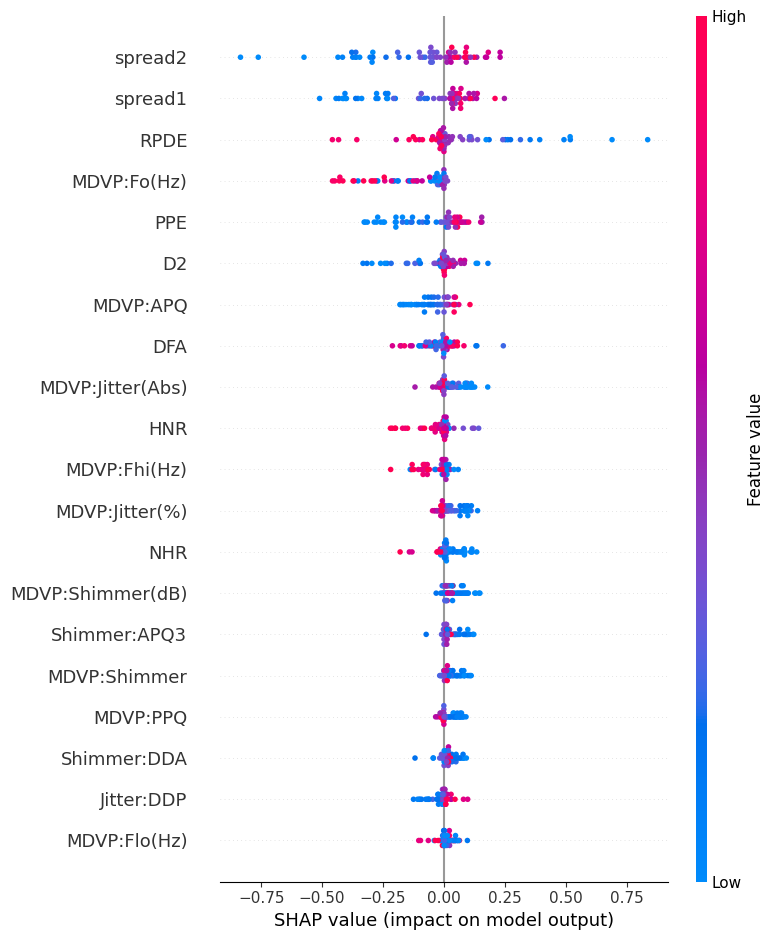 High
spread2
spread1
RPDE
MDVP:Fo(Hz)
PPE
D2
MDVP:APQ
DFA
MDVP:Jitter(Abs)
HNR
MDVP:Fhi(Hz)
MDVP:Jitter(%)
NHR
MDVP:Shimmer(dB)
Shimmer:APQ3
MDVP:Shimmer
MDVP:PPQ
Shimmer:DDA
Jitter:DDP
MDVP:Flo(Hz)
Feature value
Low
−0.75 −0.50 −0.25 0.00 0.25 0.50 0.75
SHAP value (impact on model output)